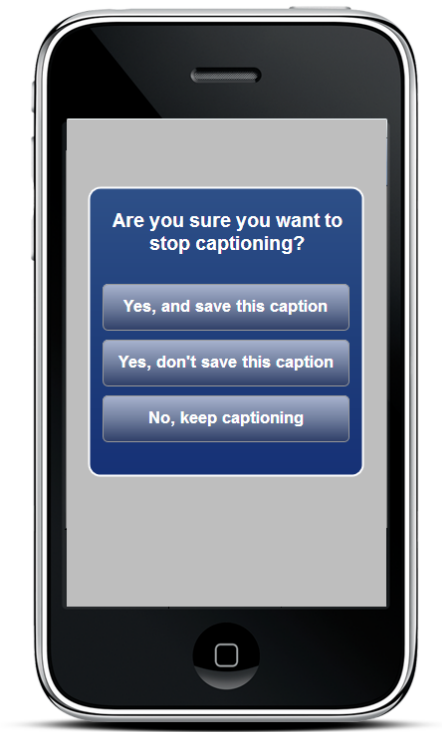 Are you sure you want to
stop captioning?
Yes, and save this caption
Yes, don't save this caption
No, keep captioning